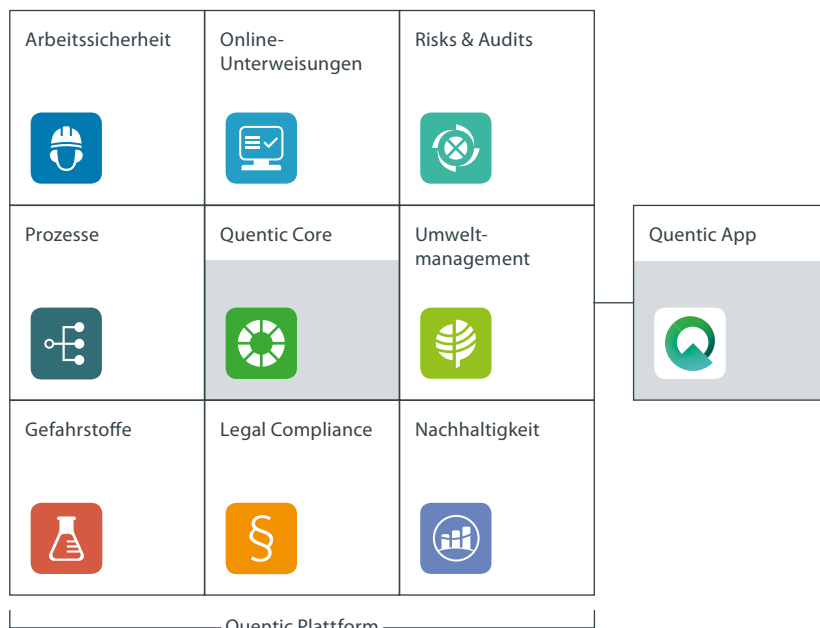 Arbeitssicherheit
Online-
Unterweisungen
Risks & Audits
Prozesse
Quentic Core
Umwelt-
management
Quentic App
Gefahrstoffe
§
Legal Compliance
Nachhaltigkeit
Quentic Plattform